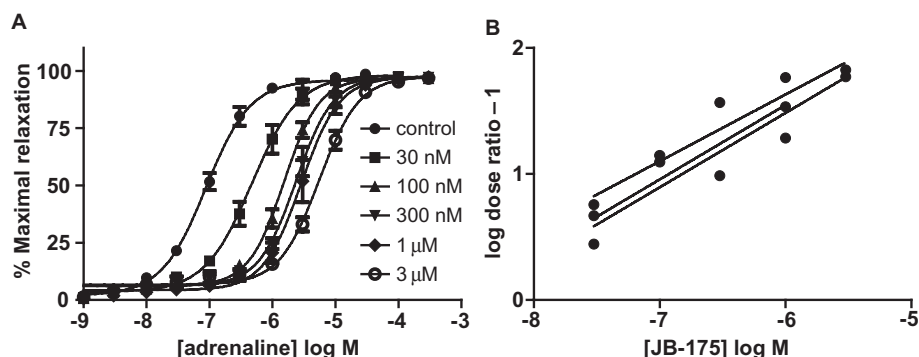 A
% Maximal relaxation
100
75
50
25
0
-9
-8
-7
-6
-5
-4
-3
[adrenaline] log M
control
30 nM
100 nM
300 nM
1 μM
3 μM
B
log dose ratio – 1
2
1
0
-8
-7
-6
-5
[JB-175] log M